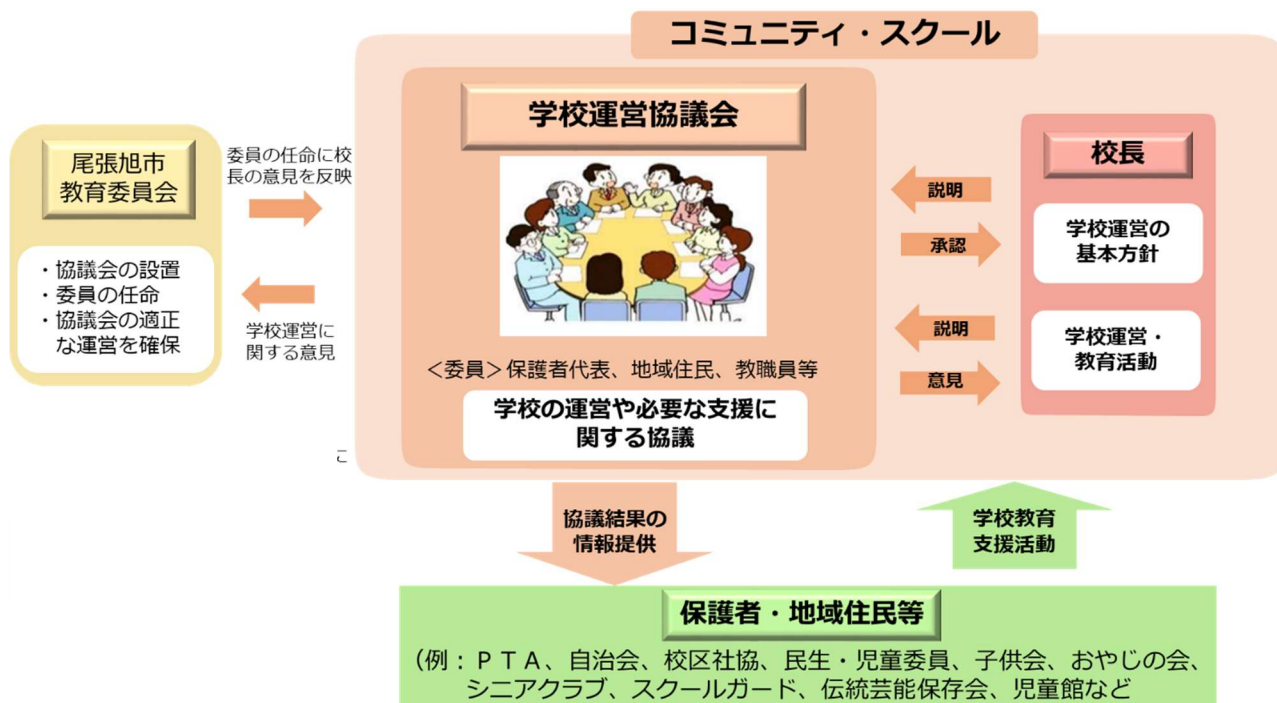 コミュニティ・スクール
尾張旭市
教育委員会
・協議会の設置
・委員の任命
・協議会の適正
な運営を確保
委員の任命に校
長の意見を反映
学校運営に
関する意見
学校運営協議会
＜委員＞保護者代表、地域住民、教職員等
学校の運営や必要な支援に
関する協議
こ
説明
承認
説明
意見
校長
学校運営の
基本方針
学校運営・
教育活動
協議結果の
情報提供
学校教育
支援活動
保護者・地域住民等
（例：ＰＴＡ、自治会、校区社協、民生・児童委員、子供会、おやじの会、
シニアクラブ、スクールガード、伝統芸能保存会、児童館など